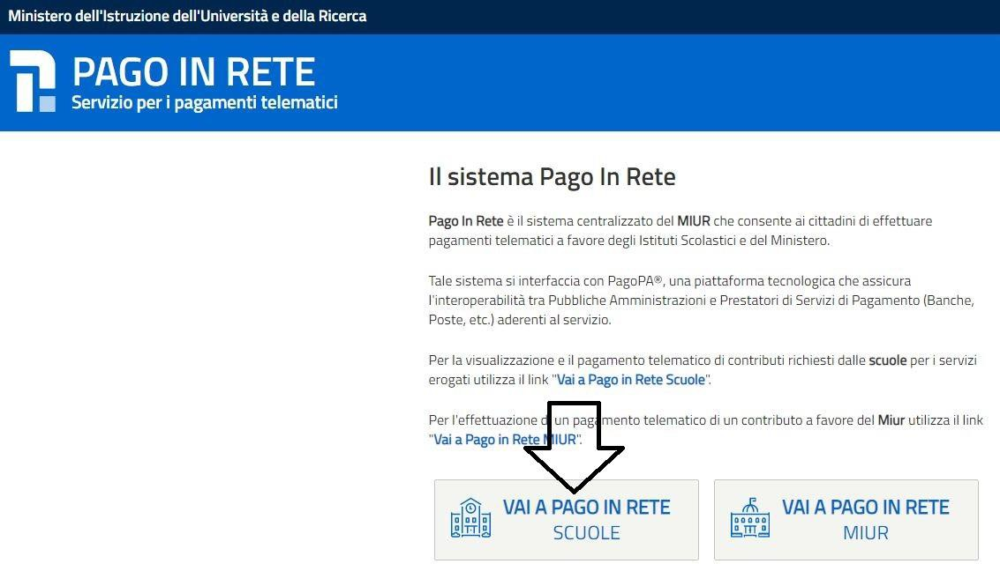 Ministero dell'Istruzione dell'Università e della Ricerca
PAGO IN RETE
Servizio per i pagamenti telematici
Il sistema Pago In Rete
Pago In Rete è il sistema centralizzato del MIUR che consente ai cittadini di effettuare
pagamenti telematici a favore degli Istituti Scolastici e del Ministero.
Tale sistema si interfaccia con PagoPA®, una piattaforma tecnologica che assicura
l'interoperabilità tra Pubbliche Amministrazioni e Prestatori di Servizi di Pagamento (Banche,
Poste, etc.) aderenti al servizio.
Per la visualizzazione e il pagamento telematico di contributi richiesti dalle scuole per i servizi
erogati utilizza il link "Vai a Pago in Rete Scuole".
Per l'effettuazione di un pagamento telematico di un contributo a favore del Miur utilizza il link
"Vai a Pago in Rete MIUR".
VAI A PAGO IN RETE
SCUOLE
VAI A PAGO IN RETE
MIUR